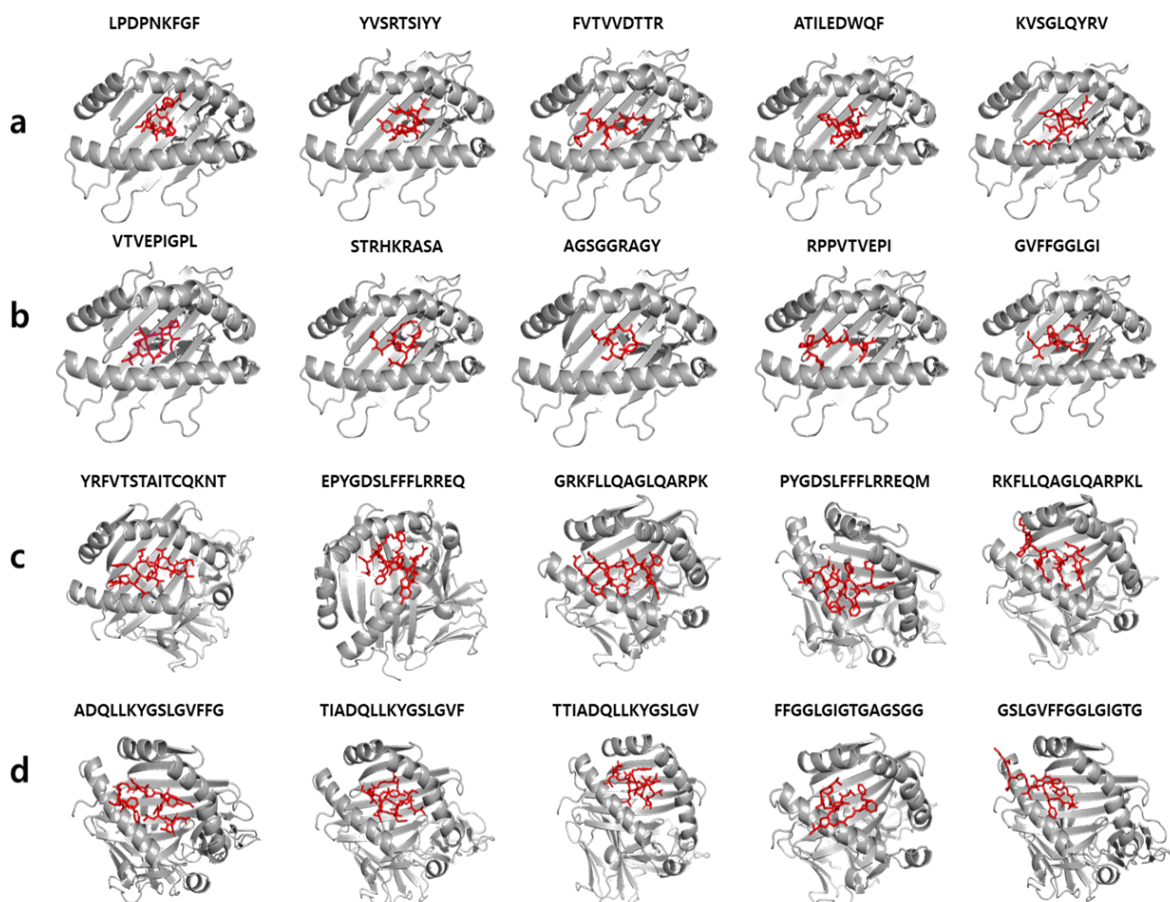 LPDPNKFGF YVSRTSIYY FVTVVDTTR ATILEDWQF KVSGLQYRV
a
VTVEPIGPL STRHKRASA AGSGGRAGY RPPVTVEPI GVFFGGLGI
b
YRFVTSTAITCQKNT EPYGDSLFFFLRREQ GRKFLLQAGLQARPK PYGDSLFFFLRREQM RKFLLQAGLQARPKL
c
ADQLLKYGSLGVFFG TIADQLLKYGSLGVF TTIADQLLKYGSLGV FFGGLGIGTGAGSGG GSLGVFFGGLGIGTG
d